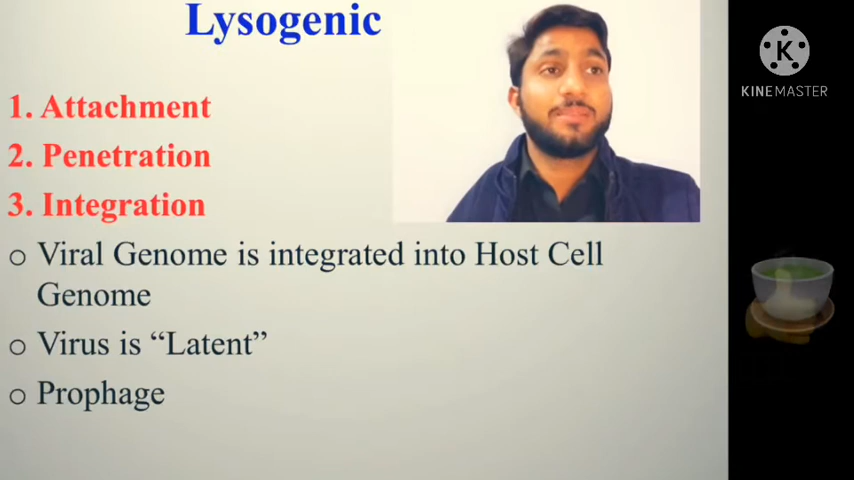 Lysogenic
1. Attachment
2. Penetration
3. Integration
o Viral Genome is integrated into Host Cell
Genome
o Virus is “Latent”
o Prophage
K
KINEMASTER